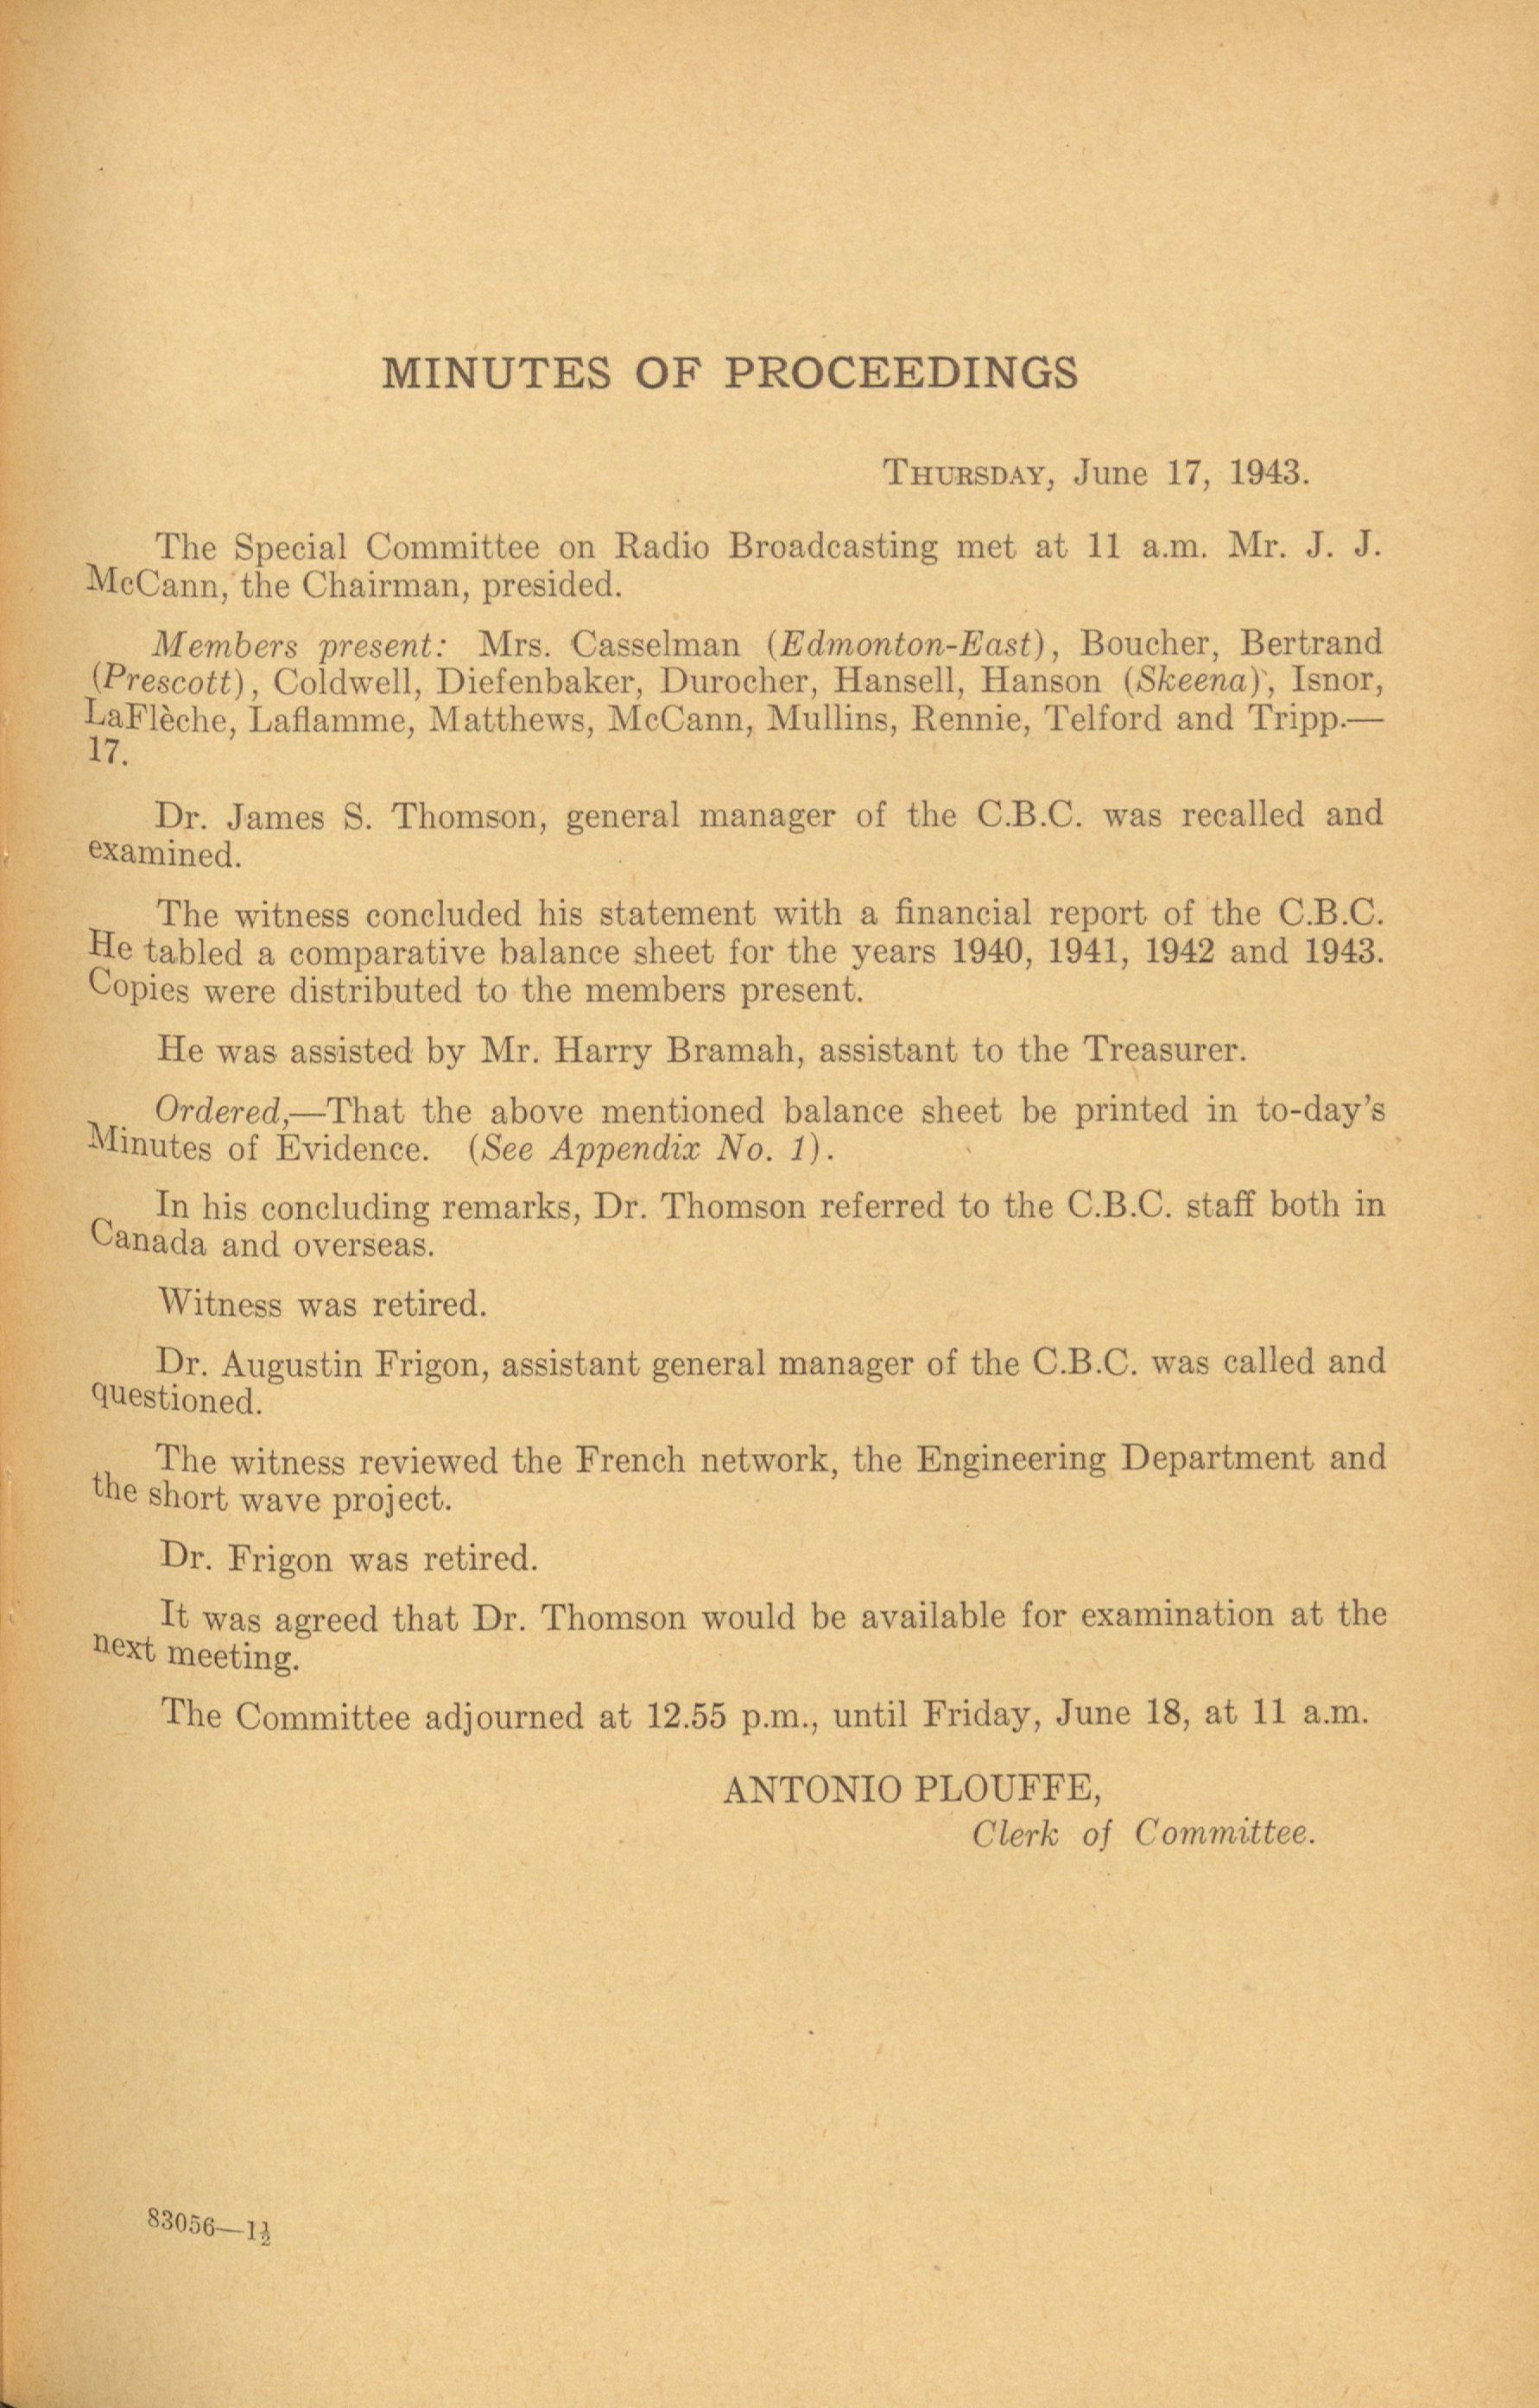 MINUTES OF PROCEEDINGS
THURSDAY, June 17, 1943.
The Special Committee on Radio Broadcasting met at 11 a.m. Mr. J. J.
McCann, the Chairman, presided.
Members present: Mrs. Casselman (Edmonton-East), Boucher, Bertrand
(Prescott), Coldwell, Diefenbaker, Durocher, Hansell, Hanson (Skeena), Isnor,
LaFlèche, Laflamme, Matthews, McCann, Mullins, Rennie, Telford and Tripp.—
17.
Dr. James S. Thomson, general manager of the C.B.C. was recalled and
examined.
The witness concluded his statement with a financial report of the C.B.C.
He tabled a comparative balance sheet for the years 1940, 1941, 1942 and 1943.
Copies were distributed to the members present.
He was assisted by Mr. Harry Bramah, assistant to the Treasurer.
Ordered,—That the above mentioned balance sheet be printed in to-day's
Minutes of Evidence. (See Appendix No. 1).
In his concluding remarks, Dr. Thomson referred to the C.B.C. staff both in
Canada and overseas.
Witness was retired.
Dr. Augustin Frigon, assistant general manager of the C.B.C. was called and
questioned.
The witness reviewed the French network, the Engineering Department and
the short wave project.
Dr. Frigon was retired.
It was agreed that Dr. Thomson would be available for examination at the
next meeting.
The Committee adjourned at 12.55 p.m., until Friday, June 18, at 11 a.m.
ANTONIO PLOUFFE,
Clerk of Committee.
83056—1½